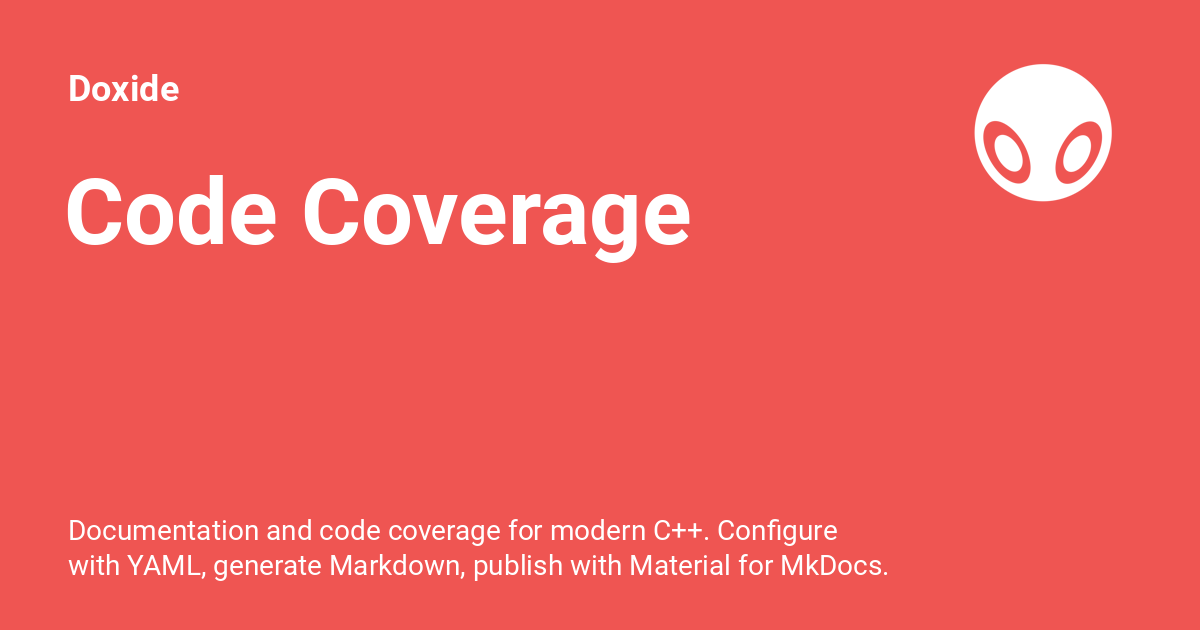 Doxide
Code Coverage
Documentation and code coverage for modern C++. Configure
with YAML, generate Markdown, publish with Material for MkDocs.